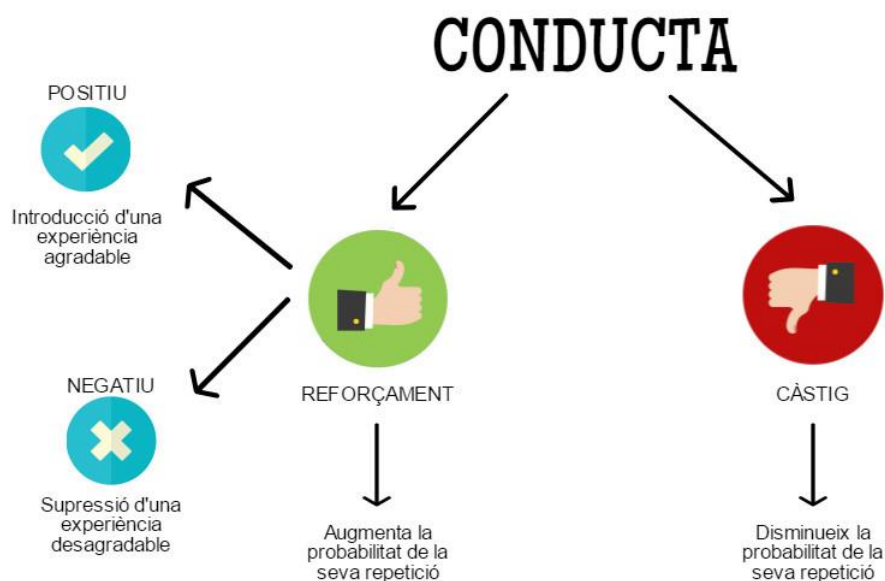 CONDUCTA
POSITIU
Introducció d'una
experiència
agradable
NEGATIU
Supressió d'una
experiència
desagradable
REFORÇAMENT
Augmenta la
probabilitat de la
seva repetició
CÀSTIG
Disminueix la
probabilitat de la
seva repetició